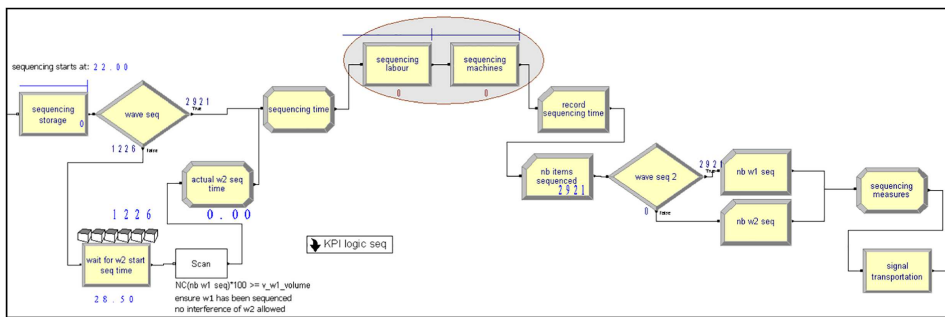 sequencing starts at: 22.00
sequencing
storage
0
wave seq
2921
True
1226
False
sequencing time
actual w2 seq
time
0.00
1226
wait for w2 start
seq time
28.50
Scan
NC(nb w1 seq)*100 >= v_w1_volume
ensure w1 has been sequenced
no interference of w2 allowed
KPI logic seq
sequencing
labour
0
sequencing
machines
0
record
sequencing time
nb items
sequenced
2921
wave seq 2
2921
True
0
False
nb w1 seq
nb w2 seq
sequencing
measures
signal
transportation